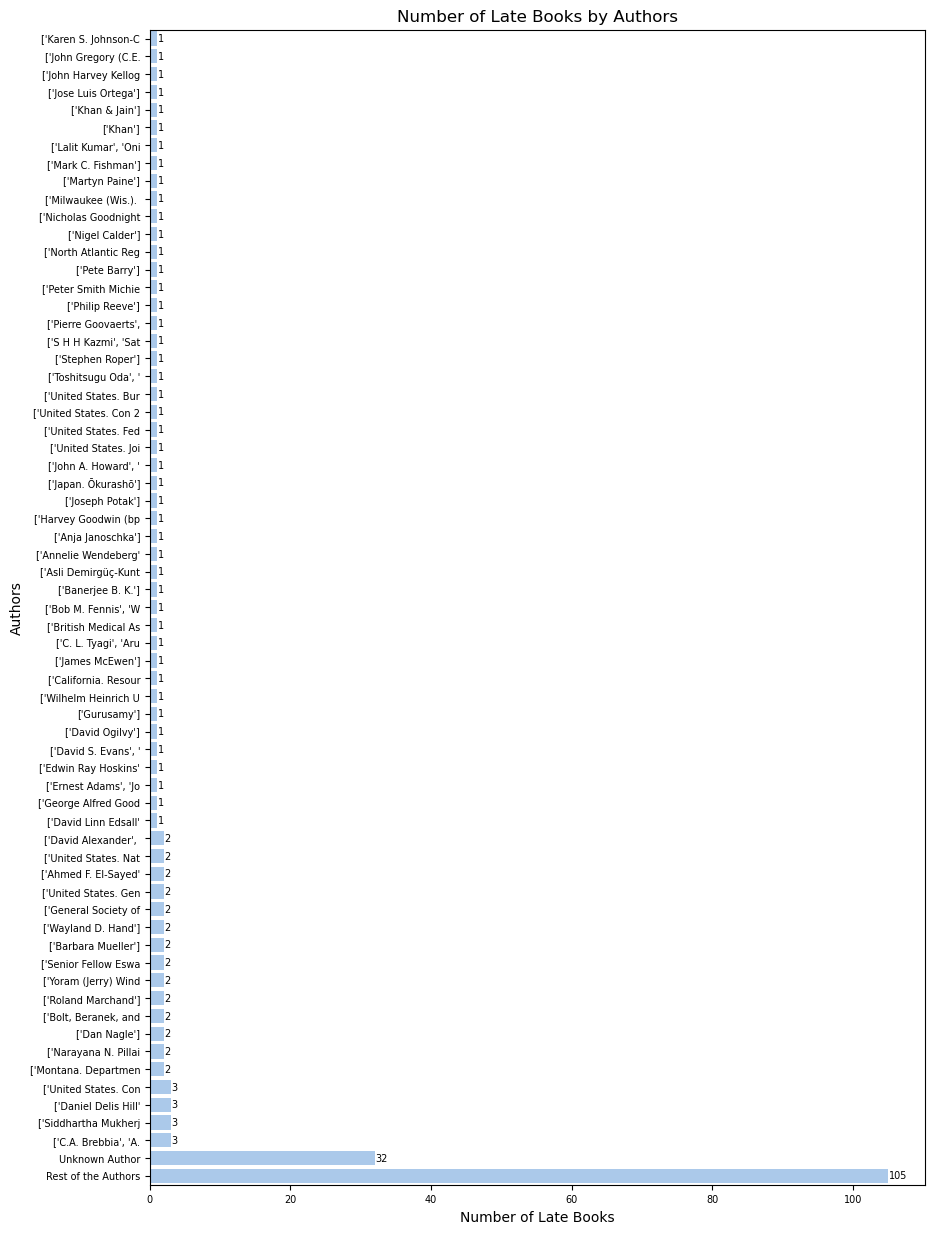 Number of Late Books by Authors
['Karen S. Johnson-C 1
['John Gregory (C.E. 1
['John Harvey Kellog 1
['Jose Luis Ortega'] 1
['Khan & Jain'] 1
['Khan'] 1
['Lalit Kumar', 'Oni 1
['Mark C. Fishman'] 1
['Martyn Paine'] 1
['Milwaukee (Wis.). 1
['Nicholas Goodnight 1
['Nigel Calder'] 1
['North Atlantic Reg 1
['Pete Barry'] 1
['Peter Smith Michie 1
['Philip Reeve'] 1
['Pierre Goovaerts', 1
['S H H Kazmi', 'Sat 1
['Stephen Roper'] 1
['Toshitsugu Oda', ' 1
['United States. Bur 1
['United States. Con 2 1
['United States. Fed 1
['United States. Joi 1
['John A. Howard', ' 1
['Japan. Ōkurashō'] 1
['Joseph Potak'] 1
['Harvey Goodwin (bp 1
['Anja Janoschka'] 1
['Annelie Wendeberg' 1
['Asli Demirgüç-Kunt 1
['Banerjee B. K.'] 1
['Bob M. Fennis', 'W 1
['British Medical As 1
['C. L. Tyagi', 'Aru 1
['James McEwen'] 1
['California. Resour 1
['Wilhelm Heinrich U 1
['Gurusamy'] 1
['David Ogilvy'] 1
['David S. Evans', ' 1
['Edwin Ray Hoskins' 1
['Ernest Adams', 'Jo 1
['George Alfred Good 1
['David Linn Edsall' 1
['David Alexander', 2
['United States. Nat 2
['Ahmed F. El-Sayed' 2
['United States. Gen 2
['General Society of 2
['Wayland D. Hand'] 2
['Barbara Mueller'] 2
['Senior Fellow Eswa 2
['Yoram (Jerry) Wind 2
['Roland Marchand'] 2
['Bolt, Beranek, and 2
['Dan Nagle'] 2
['Narayana N. Pillai 2
['Montana. Departmen 2
['United States. Con 3
['Daniel Delis Hill' 3
['Siddhartha Mukherj 3
['C.A. Brebbia', 'A. 3
Unknown Author 32
Rest of the Authors 105
Authors
0 20 40 60 80 100
Number of Late Books